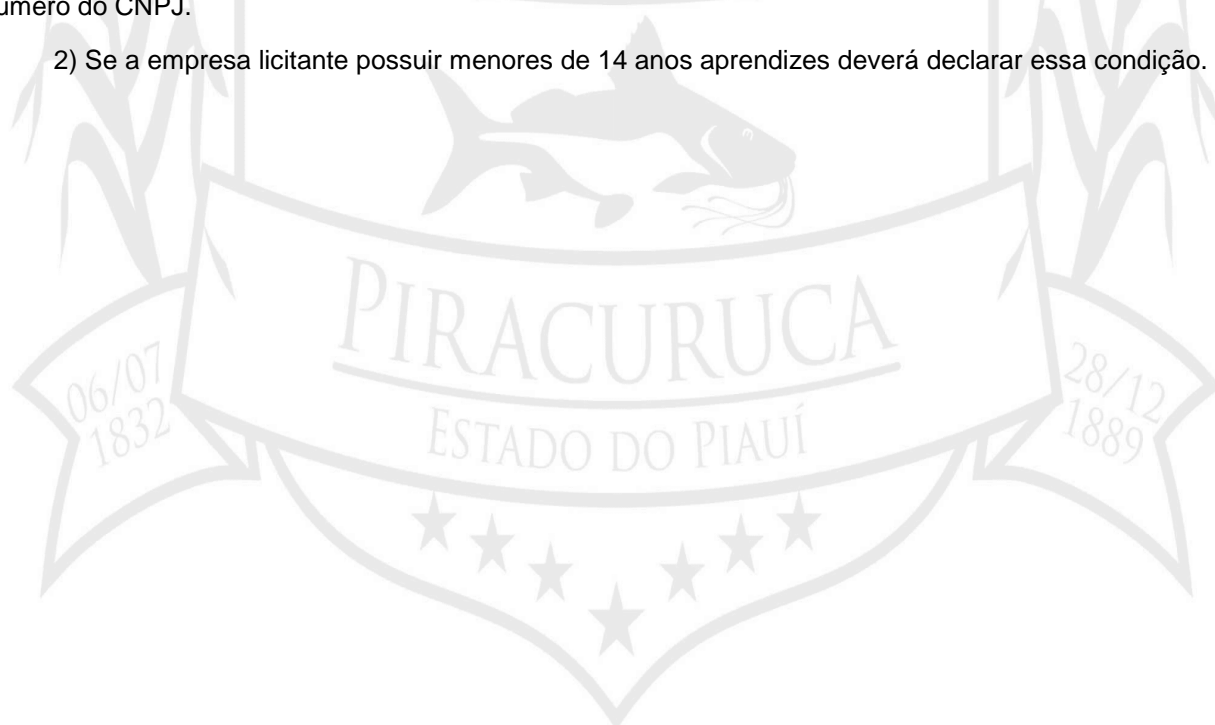 número do CNPJ.
2) Se a empresa licitante possuir menores de 14 anos aprendizes deverá declarar essa condição.
PIRACURUCA
06/07
1832
28/12
1889
ESTADO DO PIAUÍ